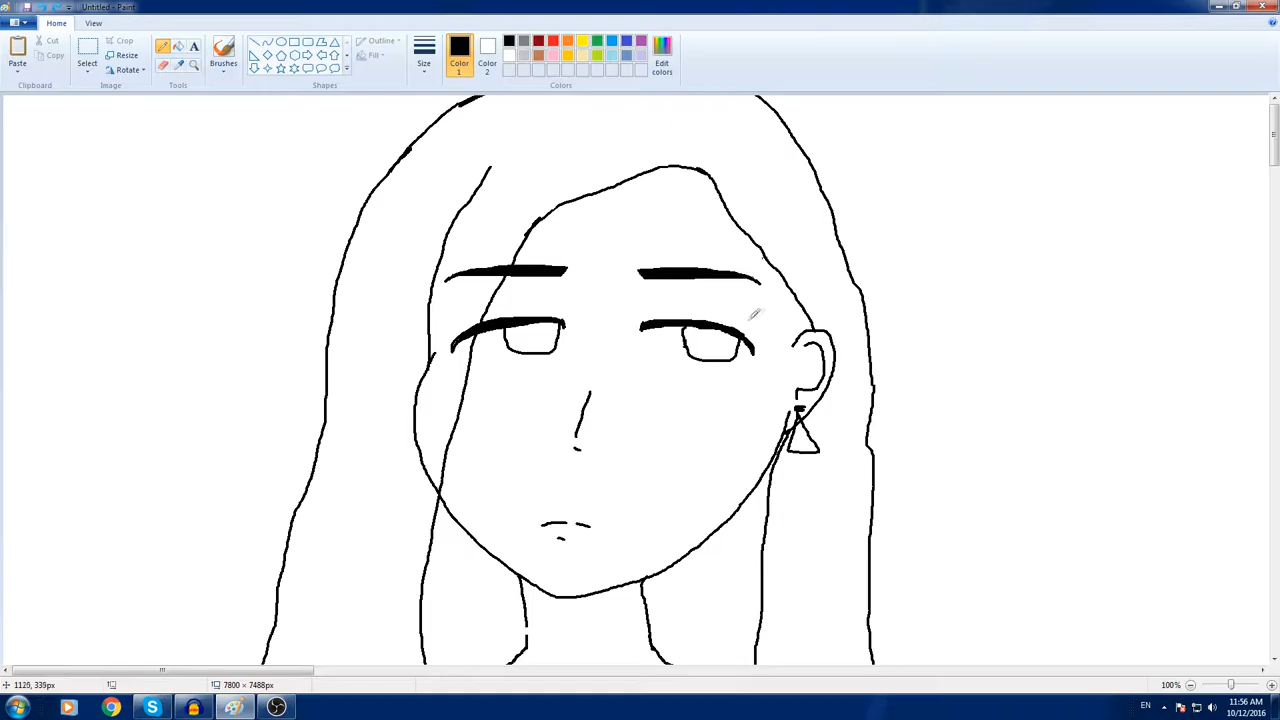 Untitled - Paint
Home
View
Paste
Cut
Copy
Clipboard
Select
Crop
Resize
Rotate
Image
A
Tools
Brushes
Outline
Fill
Shapes
Size
Color
1
Color
2
Edit
colors
Colors
1125, 339px
7800 × 7488px
100%
EN
11:56 AM
10/12/2016